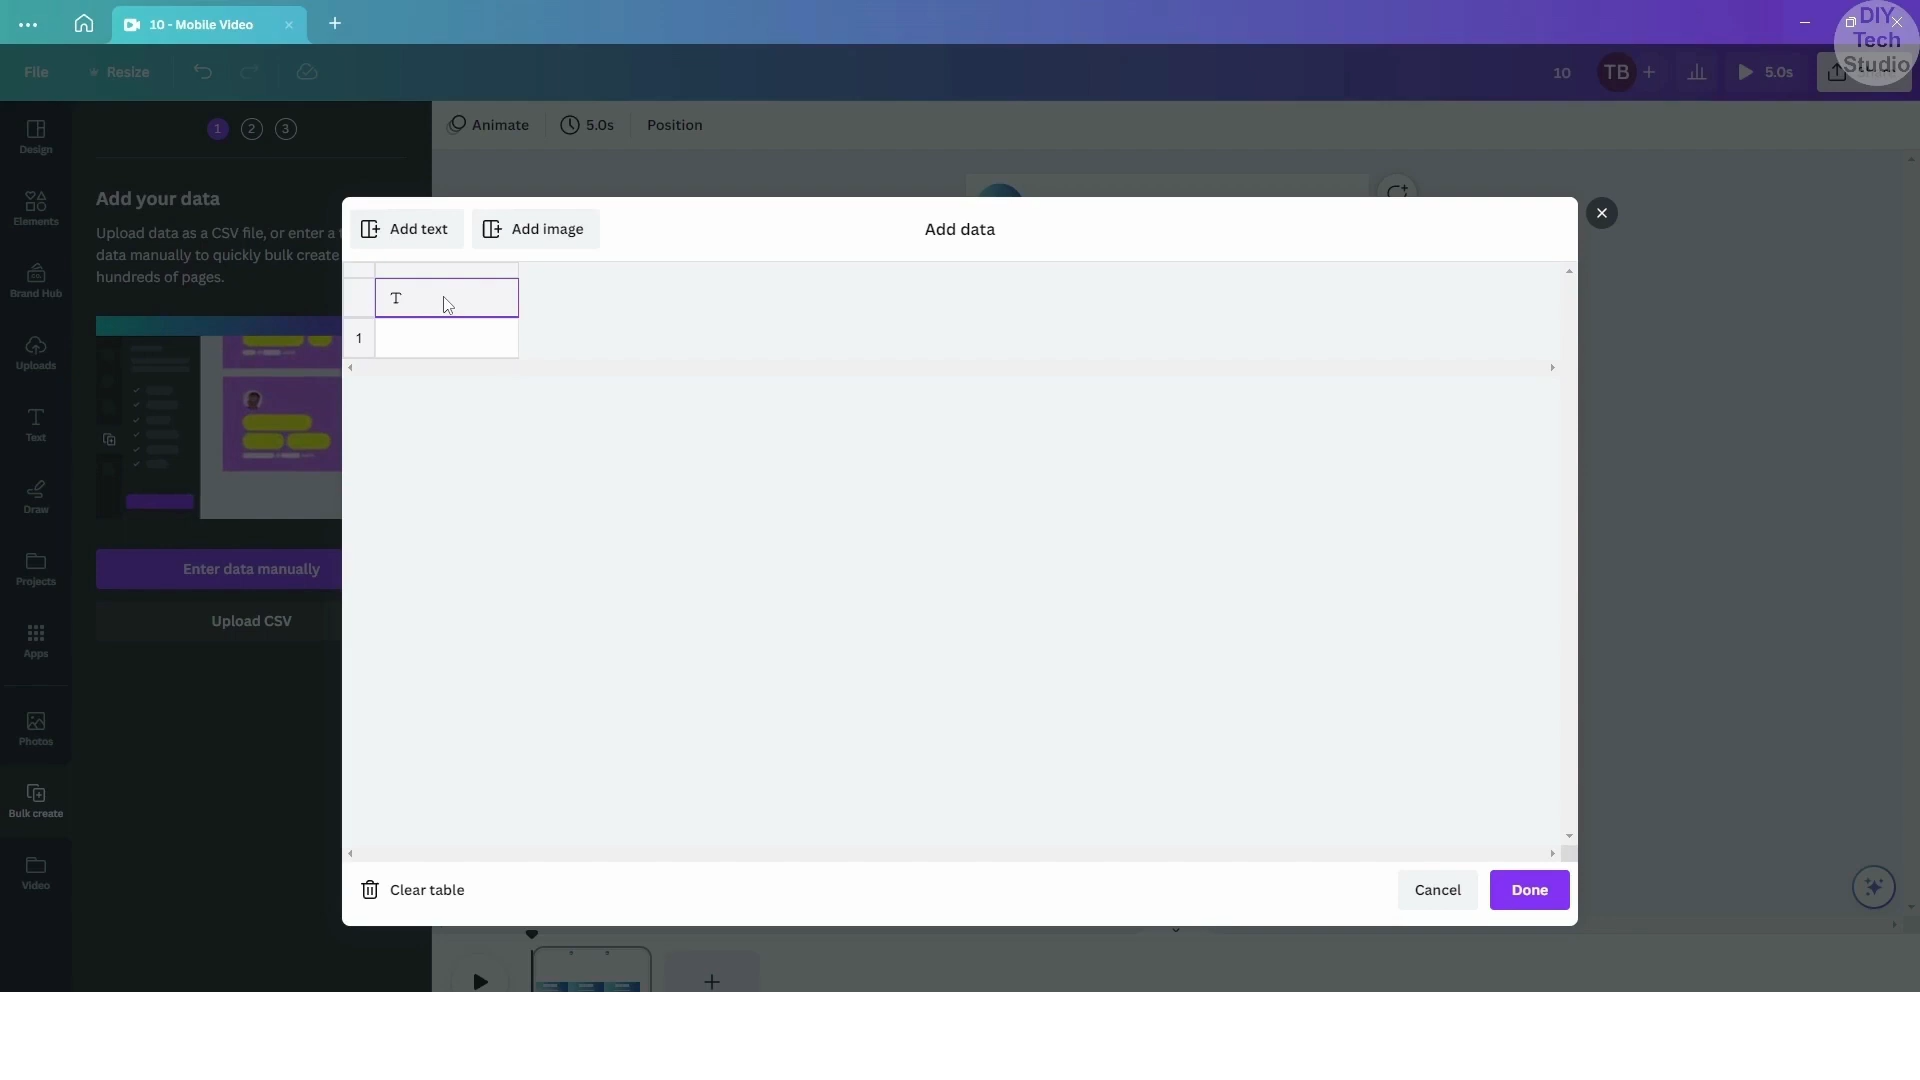 10 - Mobile Video
DIY
Tech
Studio
File
Resize
10
TB
5.0s
1
2
3
Animate
5.0s
Position
Design
Elements
Brand Hub
Uploads
Text
Draw
Projects
Apps
Photos
Bulk create
Video
Add your data
Upload data as a CSV file, or enter a
data manually to quickly bulk create
hundreds of pages.
Enter data manually
Upload CSV
Add text
Add image
Add data
T
1
Clear table
Cancel
Done